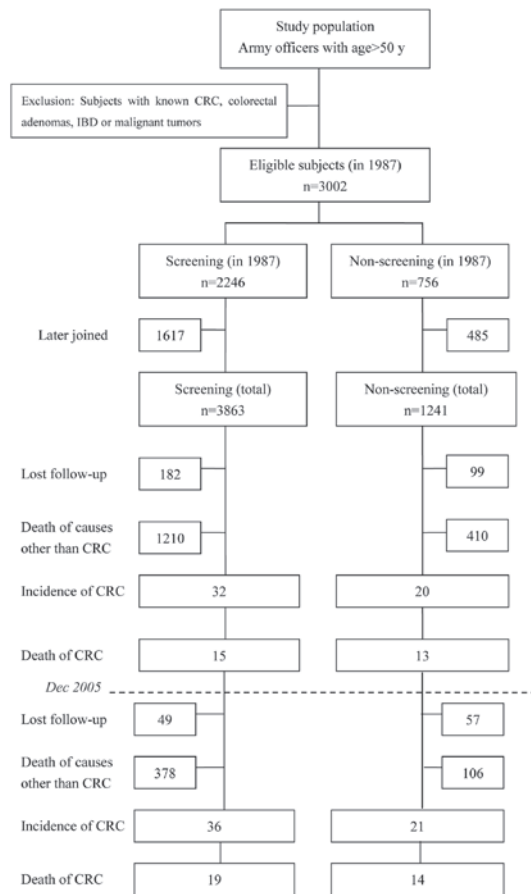 Study population
Army officers with age>50 y
Exclusion: Subjects with known CRC, colorectal
adenomas, IBD or malignant tumors
Eligible subjects (in 1987)
n=3002
Screening (in 1987)
n=2246
Non-screening (in 1987)
n=756
Later joined
1617
485
Screening (total)
n=3863
Non-screening (total)
n=1241
Lost follow-up
182
99
Death of causes
other than CRC
1210
410
Incidence of CRC
32
20
Death of CRC
15
13
Dec 2005
Lost follow-up
49
57
Death of causes
other than CRC
378
106
Incidence of CRC
36
21
Death of CRC
19
14